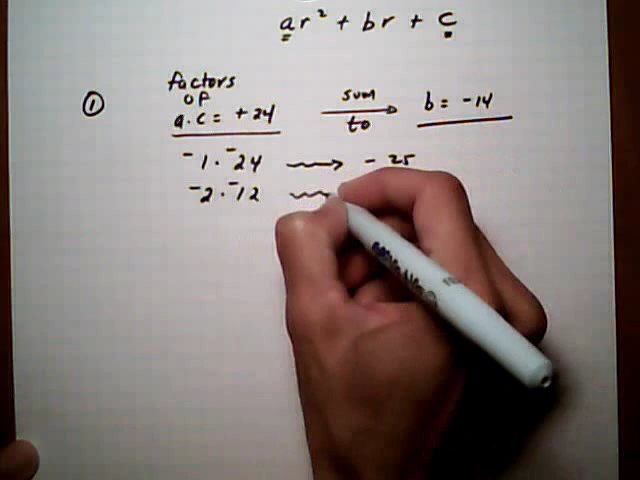 ar² + br + c
① factors of a·c = +24 sum to b = -14
-1 · -24 → -25
-2 · -12